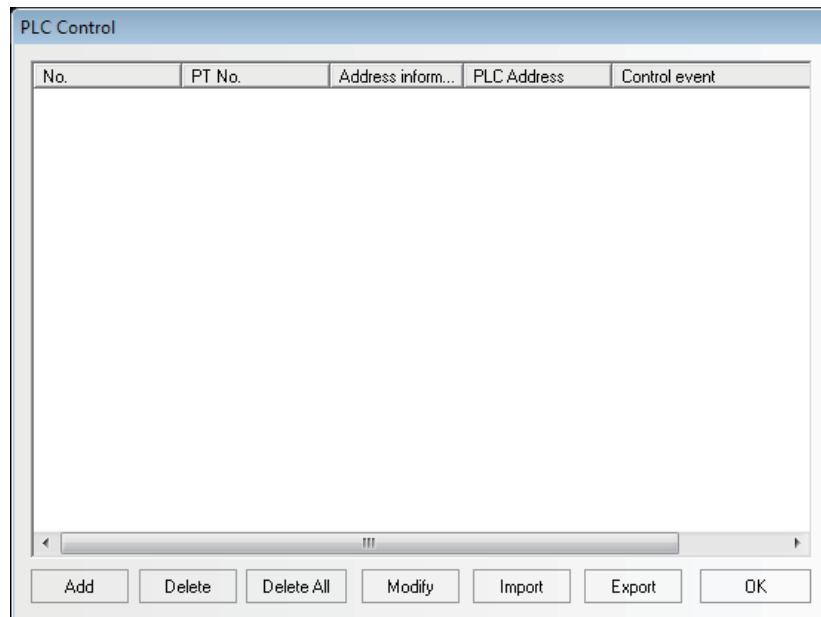 PLC Control
No. PT No. Address inform... PLC Address Control event
Add Delete Delete All Modify Import Export OK